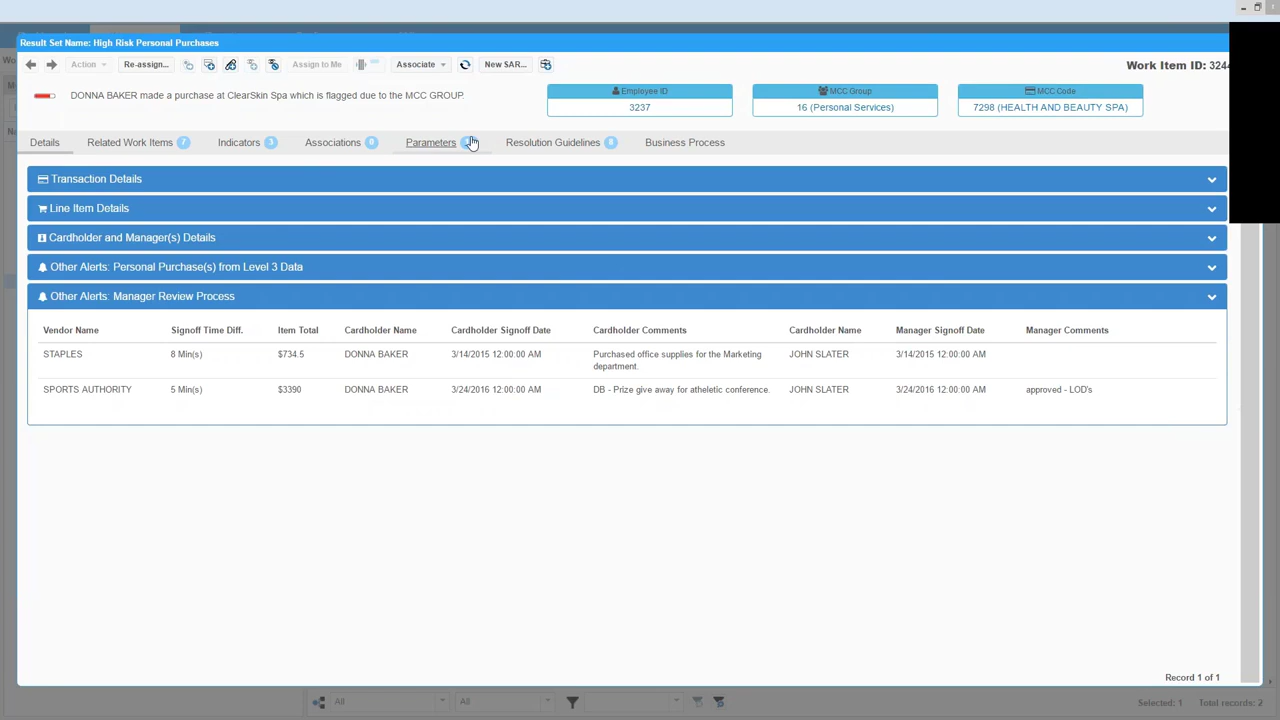 Result Set Name: High Risk Personal Purchases
Action
Re-assign...
Assign to Me
Associate
New SAR...
Work Item ID: 3244
DONNA BAKER made a purchase at ClearSkin Spa which is flagged due to the MCC GROUP.
Employee ID
3237
MCC Group
16 (Personal Services)
MCC Code
7298 (HEALTH AND BEAUTY SPA)
Details
Related Work Items 7
Indicators 3
Associations 0
Parameters
Resolution Guidelines 8
Business Process
Transaction Details
Line Item Details
Cardholder and Manager(s) Details
Other Alerts: Personal Purchase(s) from Level 3 Data
Other Alerts: Manager Review Process
Vendor Name Signoff Time Diff. Item Total Cardholder Name Cardholder Signoff Date Cardholder Comments Cardholder Name Manager Signoff Date Manager Comments
STAPLES 8 Min(s) $734.5 DONNA BAKER 3/14/2015 12:00:00 AM Purchased office supplies for the Marketing department. JOHN SLATER 3/14/2015 12:00:00 AM
SPORTS AUTHORITY 5 Min(s) $3390 DONNA BAKER 3/24/2016 12:00:00 AM DB - Prize give away for atheletic conference. JOHN SLATER 3/24/2016 12:00:00 AM approved - LOD's
Record 1 of 1
All
All
Selected: 1
Total records: 2